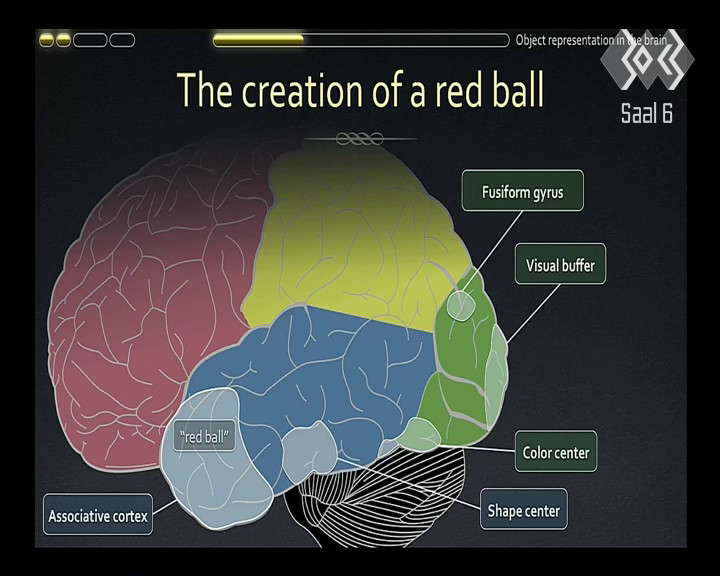 Object representation in the brain
The creation of a red ball
Saal 6
Fusiform gyrus
Visual buffer
"red ball"
Color center
Associative cortex
Shape center